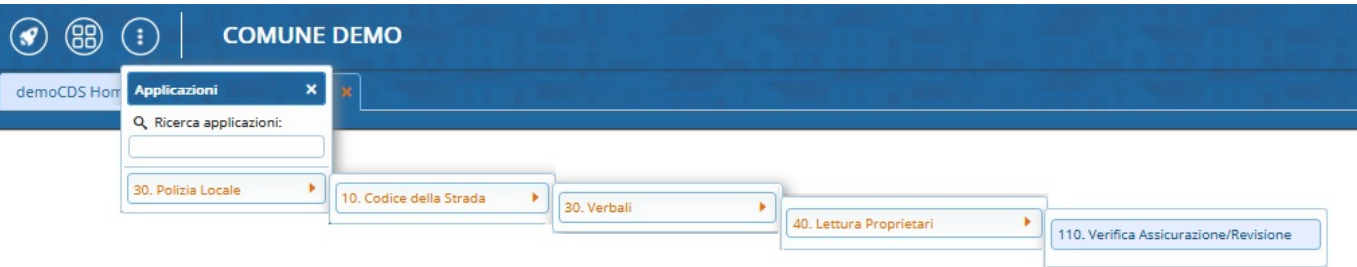 COMUNE DEMO
demoCDS Hom
Applicazioni
Ricerca applicazioni:
30. Polizia Locale
10. Codice della Strada
30. Verbali
40. Lettura Proprietari
110. Verifica Assicurazione/Revisione